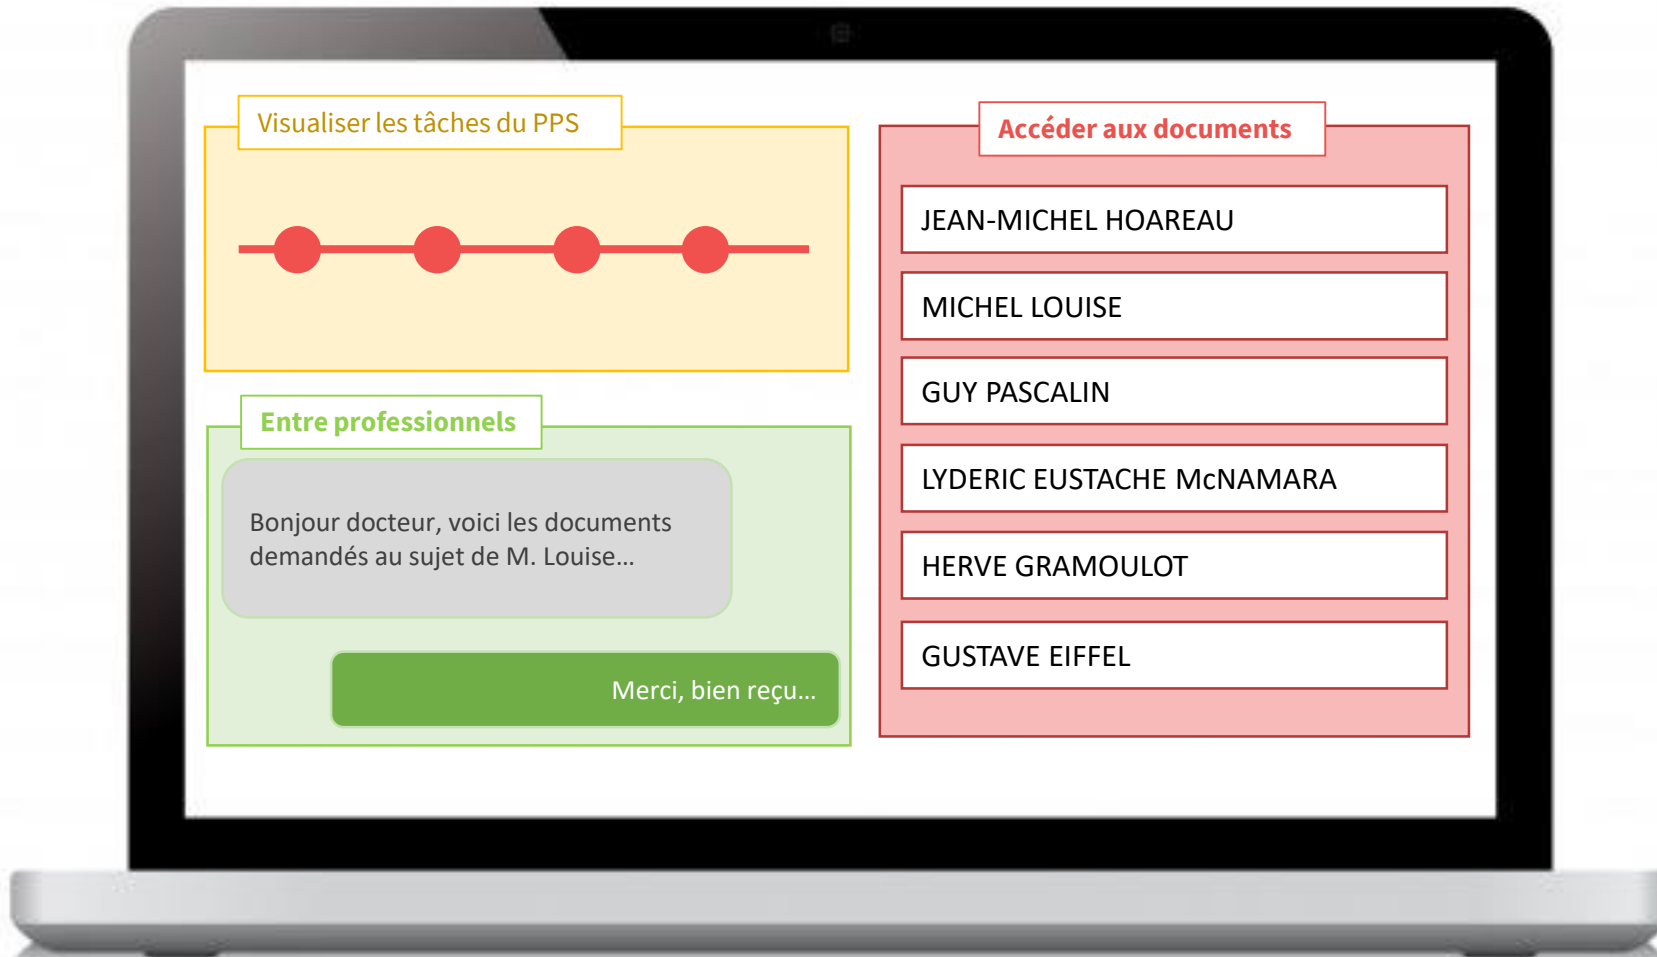 Visualiser les tâches du PPS
Entre professionnels
Bonjour docteur, voici les documents
demandés au sujet de M. Louise…
Merci, bien reçu…
Accéder aux documents
JEAN-MICHEL HOAREAU
MICHEL LOUISE
GUY PASCALIN
LYDERIC EUSTACHE McNAMARA
HERVE GRAMOULOT
GUSTAVE EIFFEL